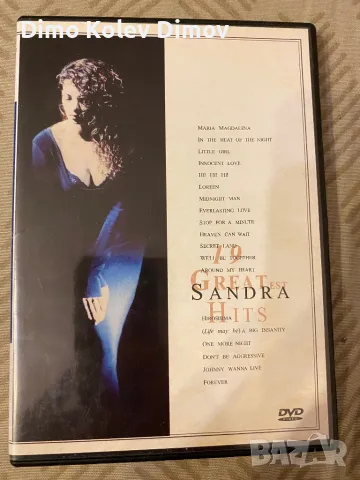 Dimo Kolev Dimov
Maria Magdalena
In the heat of the night
Little girl
Innocent love
Hi! Hi! Hi!
Loreen
Midnight man
Everlasting love
Stop for a minute
Heaven can wait
Secret land
We'll be together
Around my heart
19
GREATEST
SANDRA
HITS
Hiroshima
(Life may be) a big insanity
One more night
Don't be aggressive
Johnny wanna live
Forever
DVD
VIDEO
BAZAR